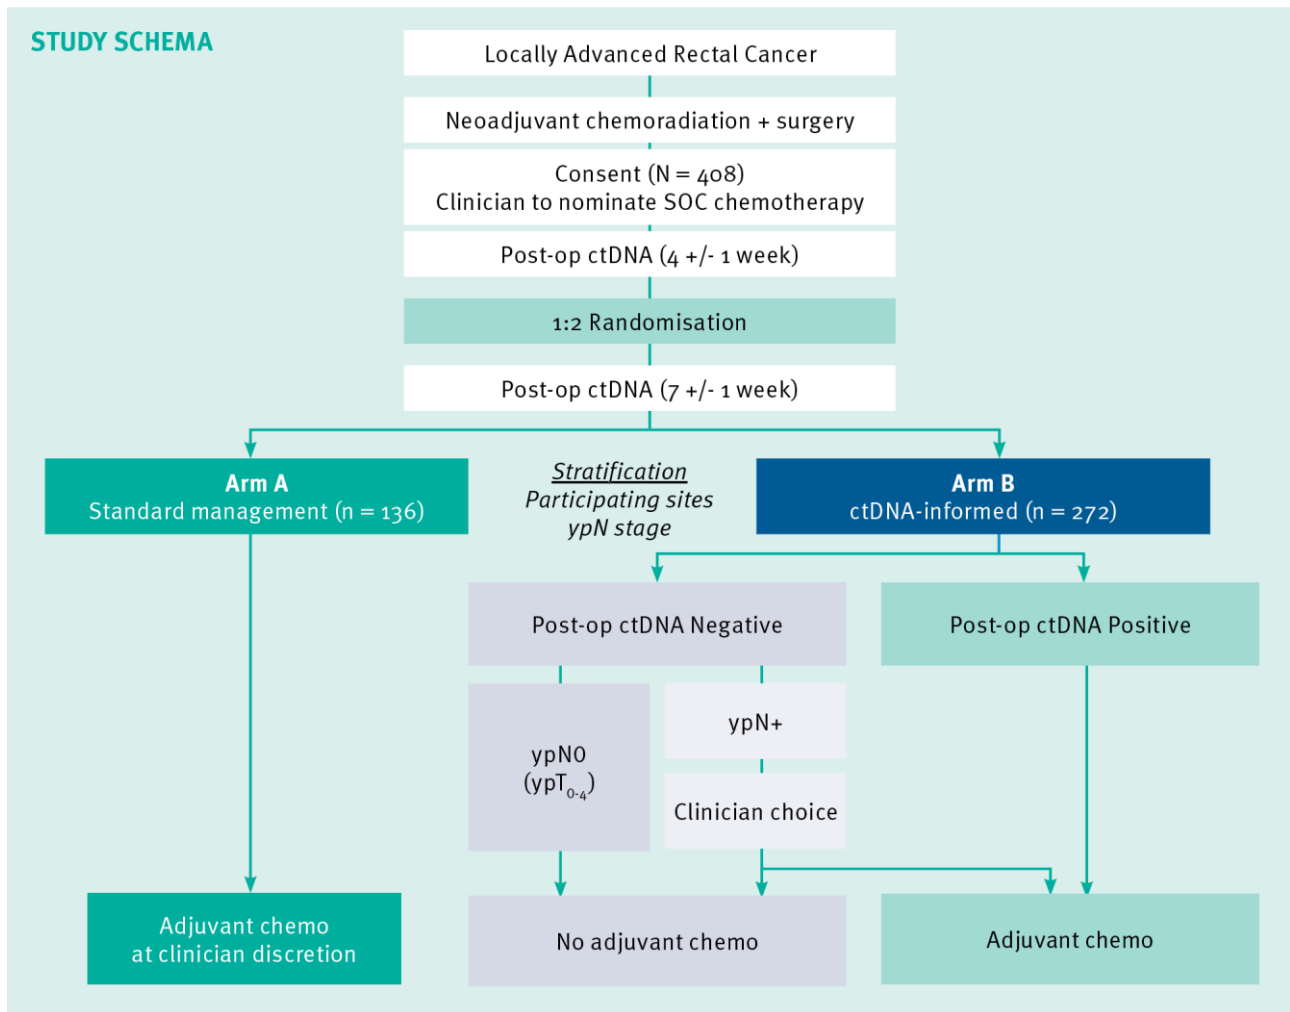 STUDY SCHEMA
Locally Advanced Rectal Cancer
Neoadjuvant chemoradiation + surgery
Consent (N = 408)
Clinician to nominate SOC chemotherapy
Post-op ctDNA (4 +/- 1 week)
1:2 Randomisation
Post-op ctDNA (7 +/- 1 week)
Arm A
Standard management (n = 136)
Stratification
Participating sites
ypN stage
Arm B
ctDNA-informed (n = 272)
Post-op ctDNA Negative
Post-op ctDNA Positive
ypN0
(ypT0-4)
ypN+
Clinician choice
Adjuvant chemo
at clinician discretion
No adjuvant chemo
Adjuvant chemo